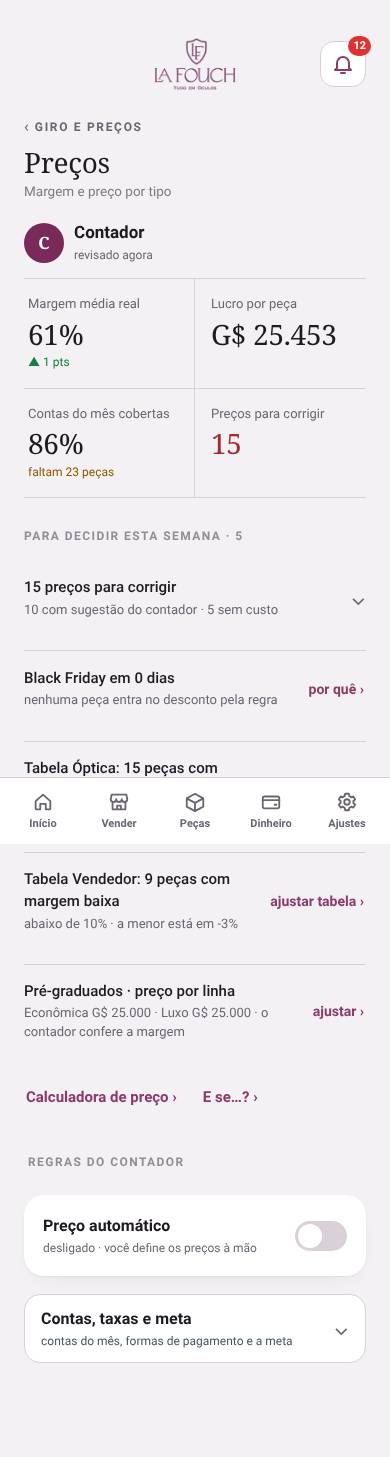 LF
LA FOUCH
Tudo em Óculos
12
‹ GIRO E PREÇOS
Preços
Margem e preço por tipo
C
Contador
revisado agora
Margem média real
61%
▲ 1 pts
Lucro por peça
G$ 25.453
Contas do mês cobertas
86%
faltam 23 peças
Preços para corrigir
15
PARA DECIDIR ESTA SEMANA · 5
15 preços para corrigir
10 com sugestão do contador · 5 sem custo
Black Friday em 0 dias
nenhuma peça entra no desconto pela regra
por quê ›
Tabela Óptica: 15 peças com
Início
Vender
Peças
Dinheiro
Ajustes
Tabela Vendedor: 9 peças com
margem baixa
abaixo de 10% · a menor está em -3%
ajustar tabela ›
Pré-graduados · preço por linha
Econômica G$ 25.000 · Luxo G$ 25.000 · o
contador confere a margem
ajustar ›
Calculadora de preço ›
E se…? ›
REGRAS DO CONTADOR
Preço automático
desligado · você define os preços à mão
Contas, taxas e meta
contas do mês, formas de pagamento e a meta